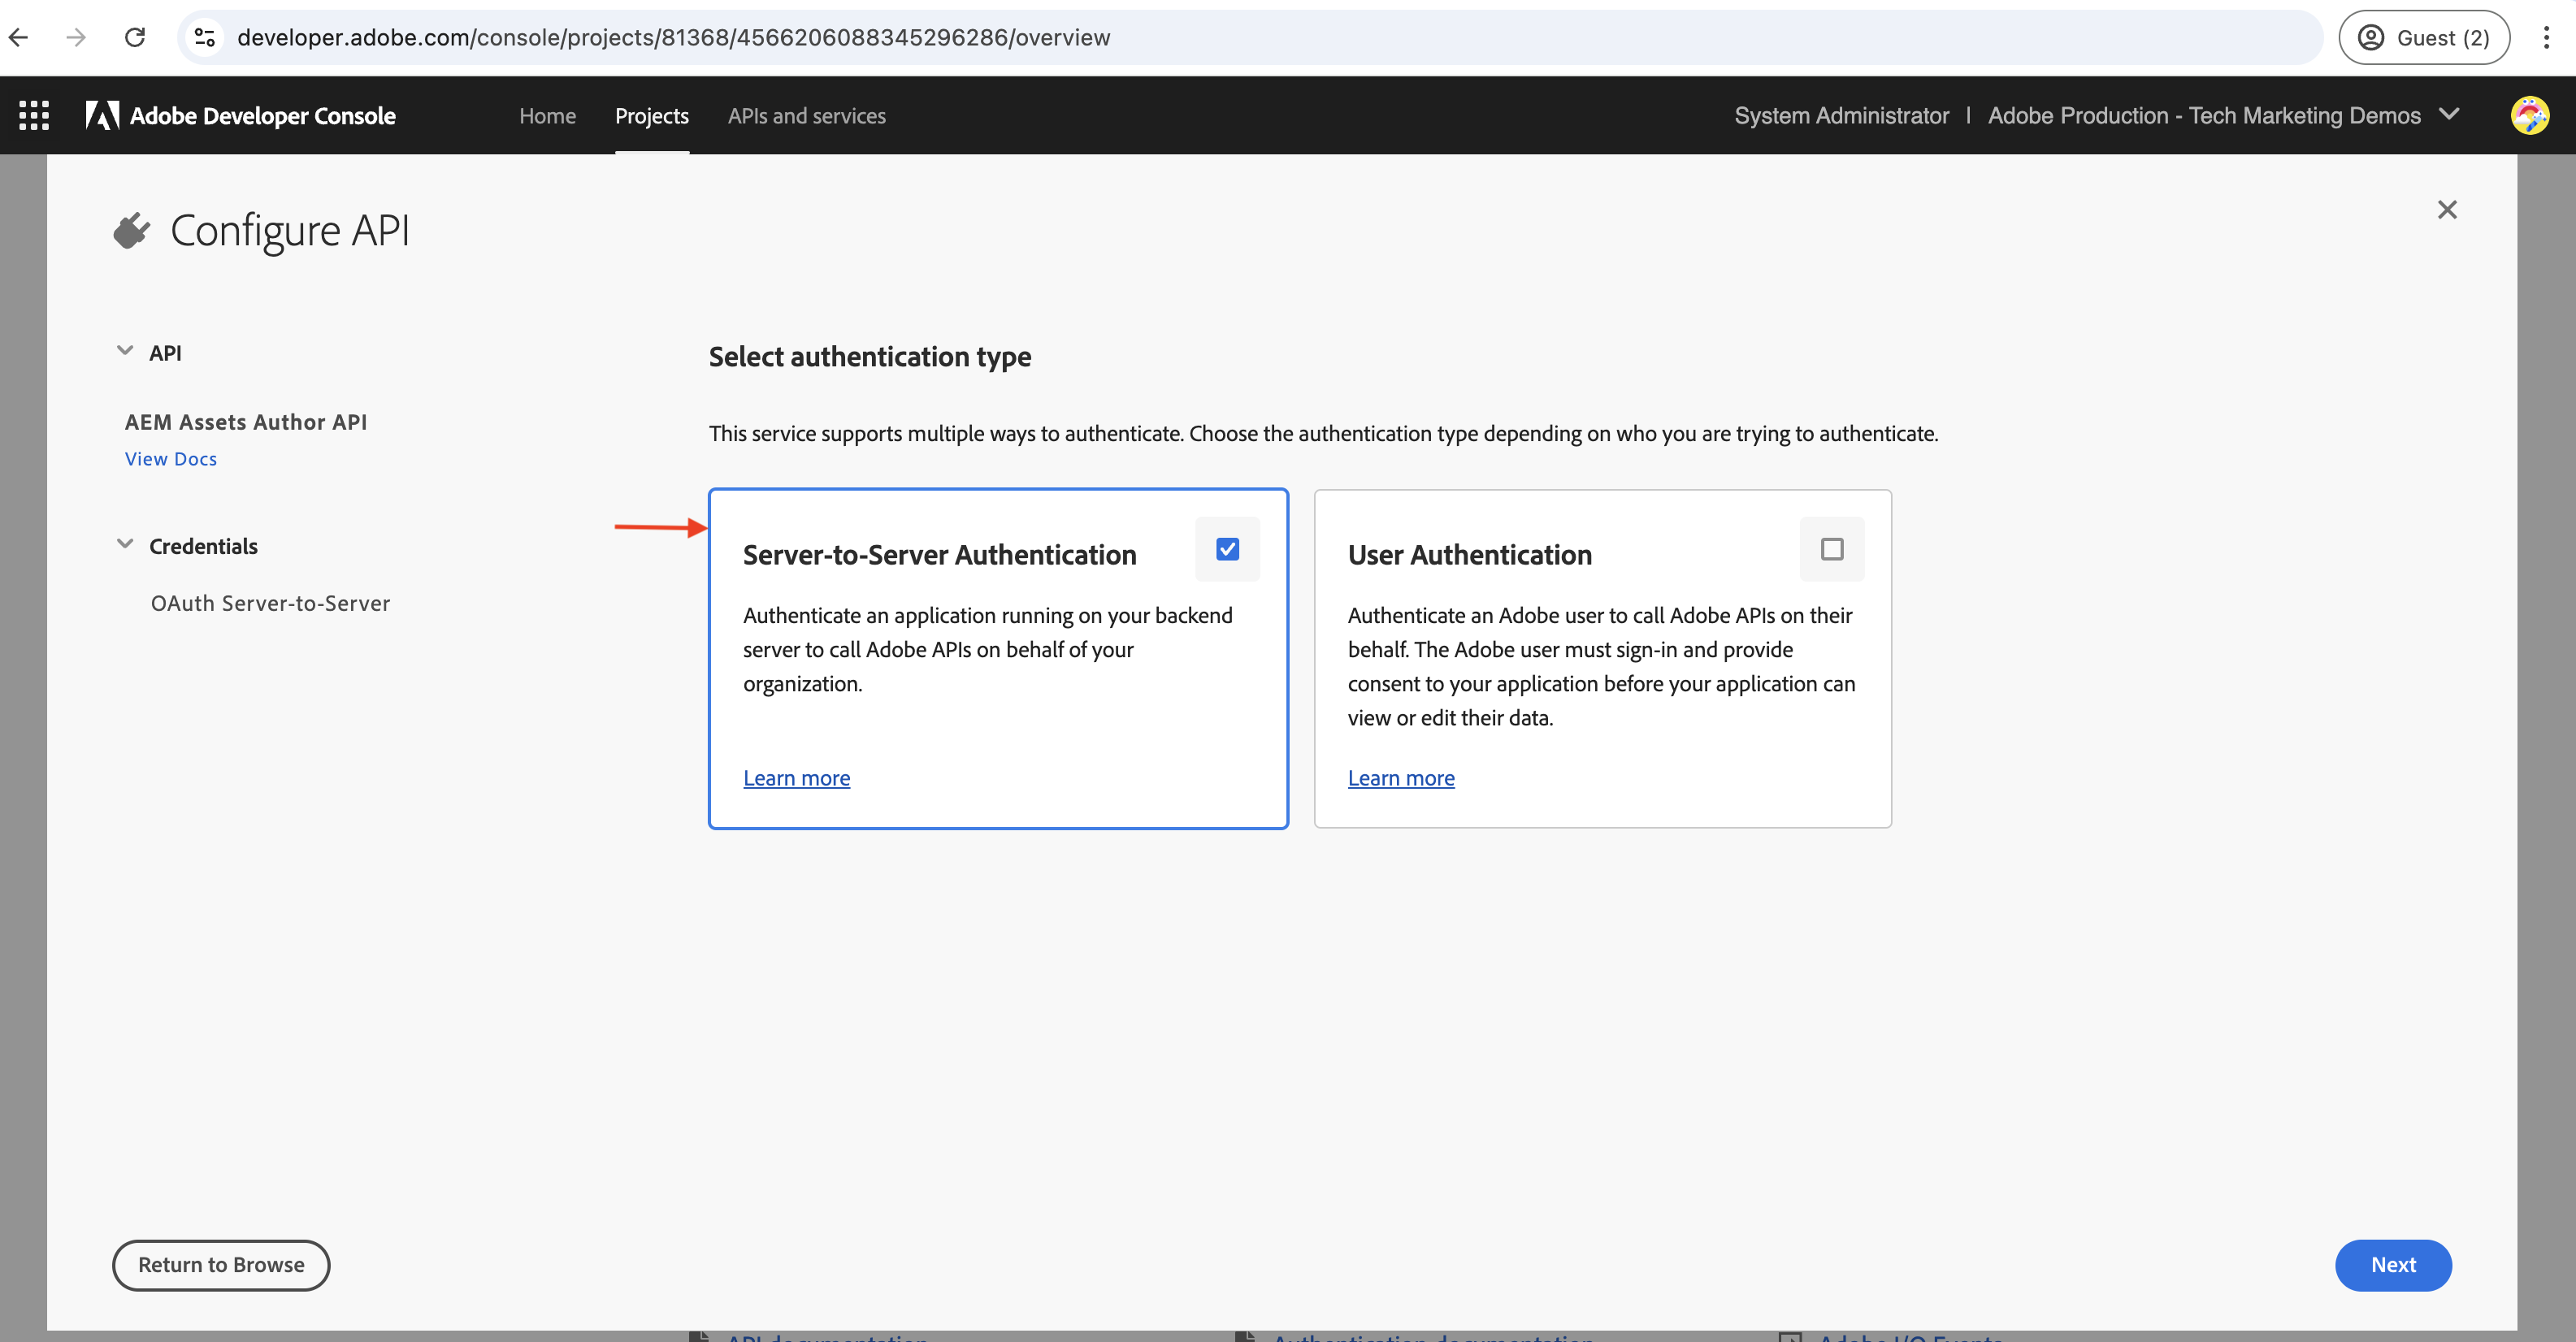 developer.adobe.com/console/projects/81368/4566206088345296286/overview
Guest (2)
Adobe Developer Console
Home
Projects
APIs and services
System Administrator | Adobe Production - Tech Marketing Demos
Configure API
API
AEM Assets Author API
View Docs
Credentials
OAuth Server-to-Server
Select authentication type
This service supports multiple ways to authenticate. Choose the authentication type depending on who you are trying to authenticate.
Server-to-Server Authentication
Authenticate an application running on your backend
server to call Adobe APIs on behalf of your
organization.
Learn more
User Authentication
Authenticate an Adobe user to call Adobe APIs on their
behalf. The Adobe user must sign-in and provide
consent to your application before your application can
view or edit their data.
Learn more
Return to Browse
Next
API documentation
Authentication documentation
Adobe I/O Events